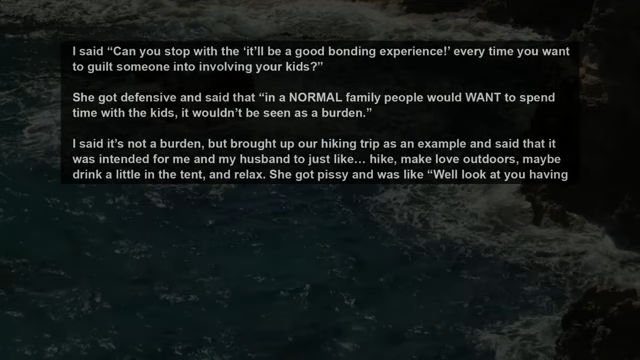 I said “Can you stop with the ‘it’ll be a good bonding experience!’ every time you want
to guilt someone into involving your kids?”
She got defensive and said that “in a NORMAL family people would WANT to spend
time with the kids, it wouldn’t be seen as a burden.”
I said it’s not a burden, but brought up our hiking trip as an example and said that it
was intended for me and my husband to just like… hike, make love outdoors, maybe
drink a little in the tent, and relax. She got pissy and was like “Well look at you having